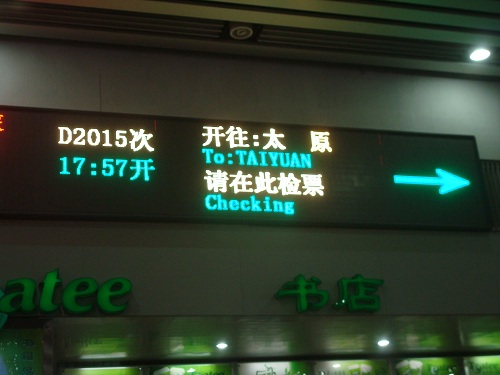 D2015次
17:57开
开往:太 原
To:TAIYUAN
请在此检票
Checking
atee
书店